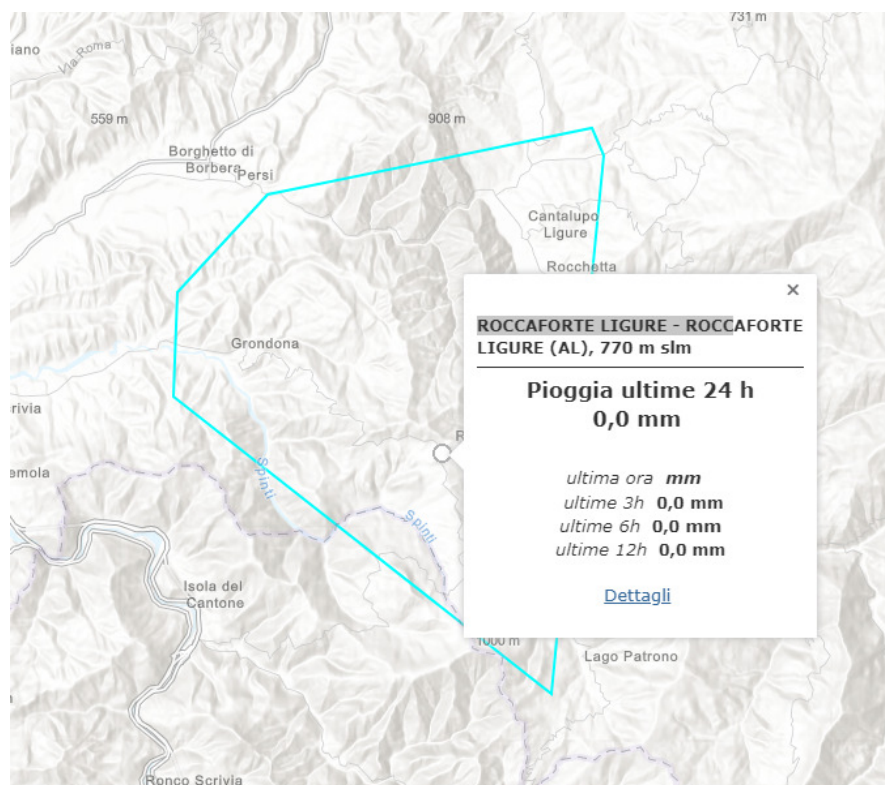 731 m
iano
Via Roma
559 m
908 m
Borghetto di
Borbera
Persi
Cantalupo
Ligure
Rocchetta
×
ROCCAFORTE LIGURE - ROCCAFORTE
LIGURE (AL), 770 m slm
Grondona
Pioggia ultime 24 h
0,0 mm
rivia
R
emola
Spinti
ultima ora mm
ultime 3h 0,0 mm
Spinti
ultime 6h 0,0 mm
ultime 12h 0,0 mm
Isola del
Cantone
Dettagli
1000 m
Lago Patrono
Ronco Scrivia